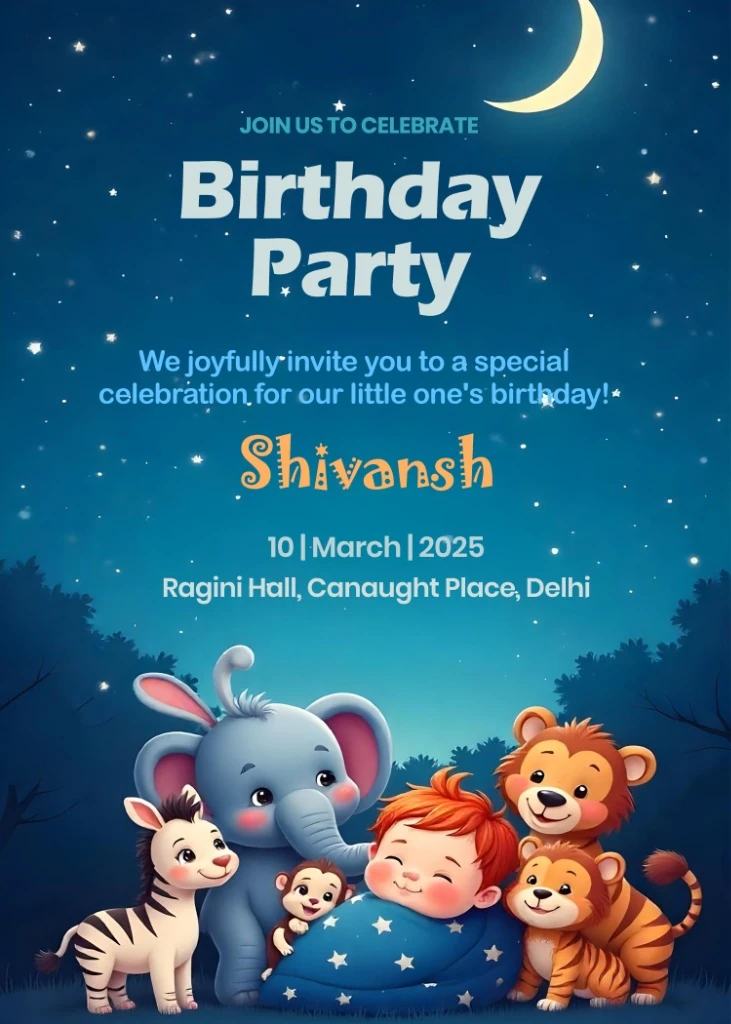 JOIN US TO CELEBRATE
Birthday
Party
We joyfully invite you to a special
celebration for our little one's birthday!
Shivansh
10 | March | 2025
Ragini Hall, Canaught Place, Delhi